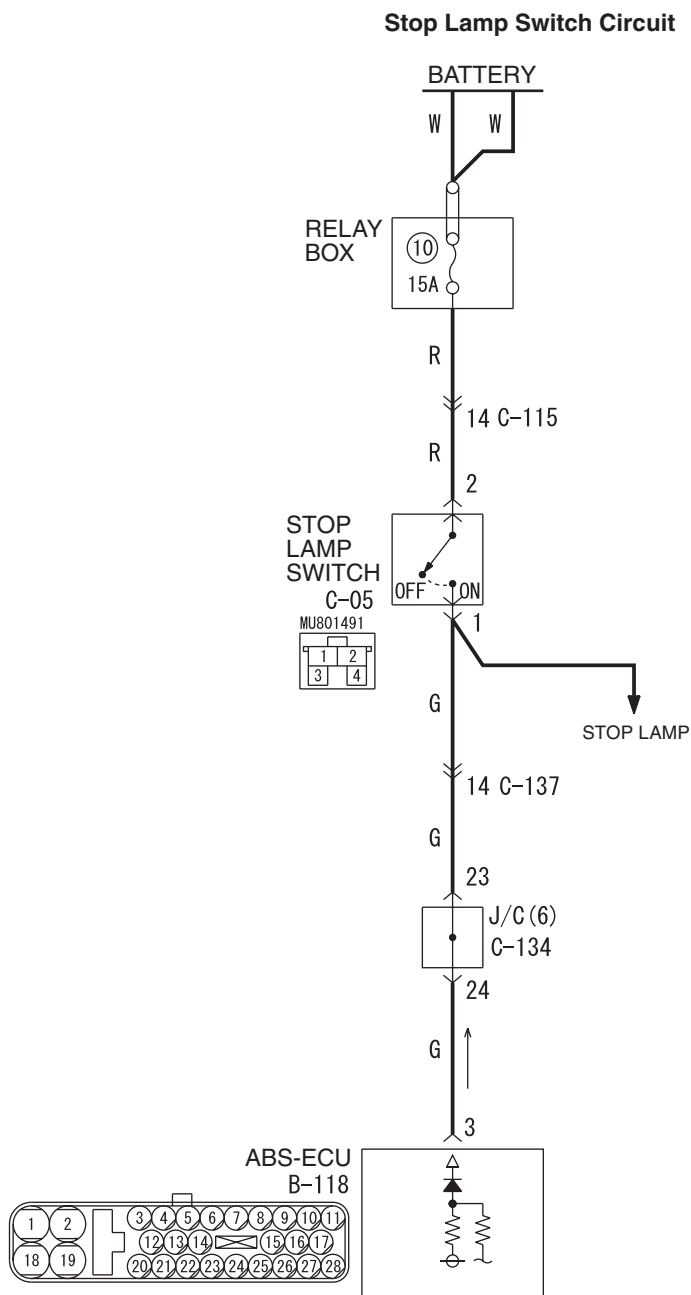 Stop Lamp Switch Circuit
BATTERY
W W
RELAY
BOX
10
15A
R
14 C-115
R
2
STOP
LAMP
SWITCH
OFF ON
C-05
MU801491
1
1 2
3 4
G
STOP LAMP
14 C-137
G
23
J/C(6)
C-134
24
G
3
ABS-ECU
B-118
1 2 3 4 5 6 7 8 9 10 11
12 13 14 15 16 17
18 19 20 21 22 23 24 25 26 27 28